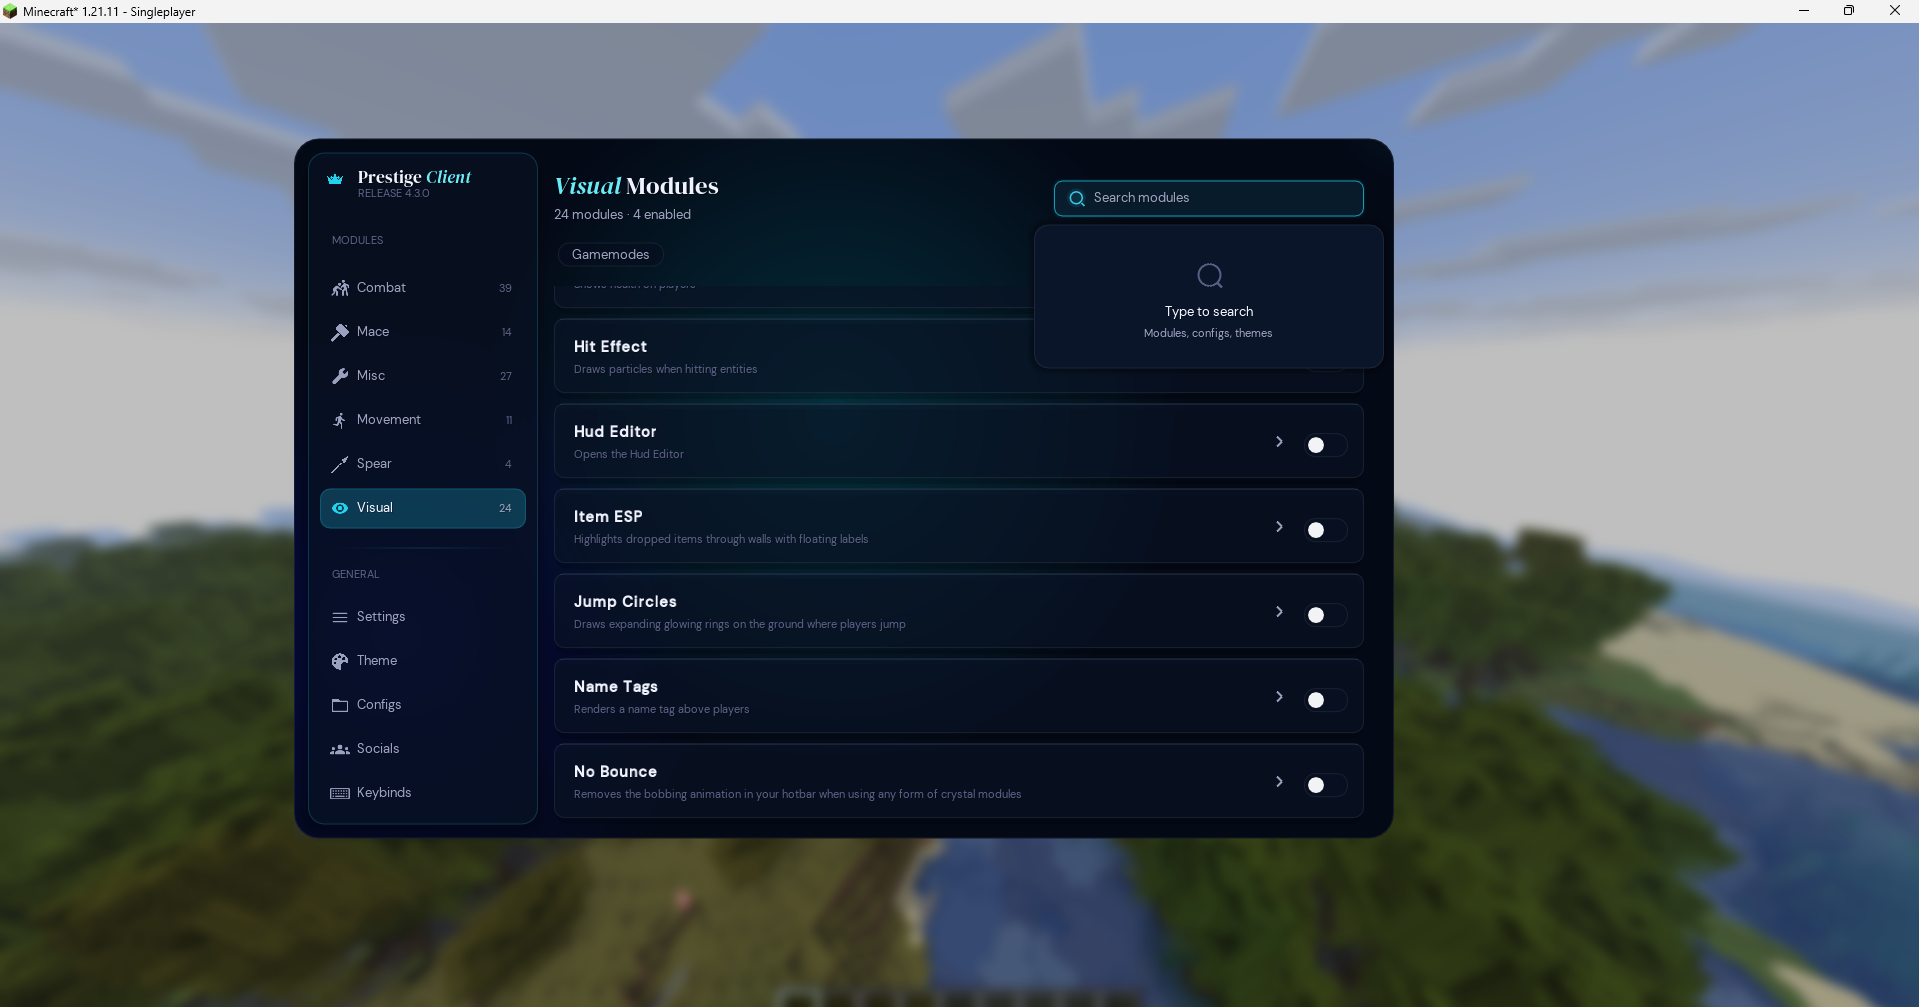 Minecraft* 1.21.11 - Singleplayer
Prestige Client
RELEASE 4.3.0
MODULES
Combat 39
Mace 14
Misc 27
Movement 11
Spear 4
Visual 24
GENERAL
Settings
Theme
Configs
Socials
Keybinds
Visual Modules
24 modules · 4 enabled
Search modules
Gamemodes
Type to search
Modules, configs, themes
Shows health on players
Hit Effect
Draws particles when hitting entities
Hud Editor
Opens the Hud Editor
Item ESP
Highlights dropped items through walls with floating labels
Jump Circles
Draws expanding glowing rings on the ground where players jump
Name Tags
Renders a name tag above players
No Bounce
Removes the bobbing animation in your hotbar when using any form of crystal modules